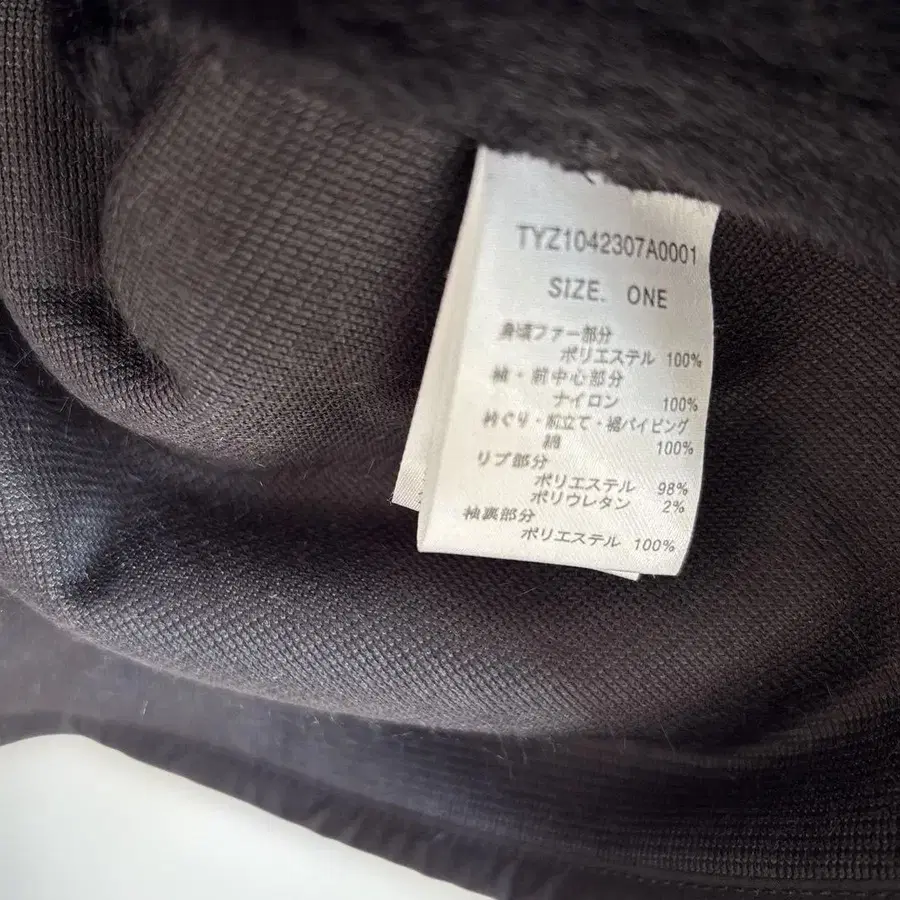 TYZ1042307A0001
SIZE. ONE
身頃ファー部分
ポリエステル 100%
袖・前中心部分
ナイロン 100%
衿ぐり・前立て・裾パイピング
綿 100%
リブ部分
ポリエステル 98%
ポリウレタン 2%
袖裏部分
ポリエステル 100%